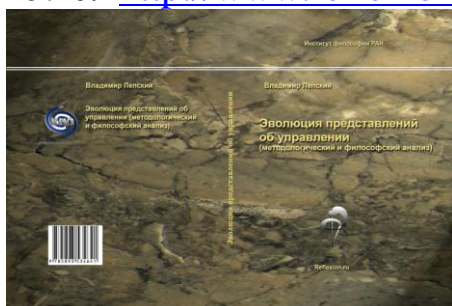 Владимир Лепский
Эволюция представлений об
управлении (методологический
и философский анализ)
Эволюция представлений об управлении
Институт философии РАН
Владимир Лепский
Эволюция представлений
об управлении
(методологический и философский анализ)
Reflexion.ru